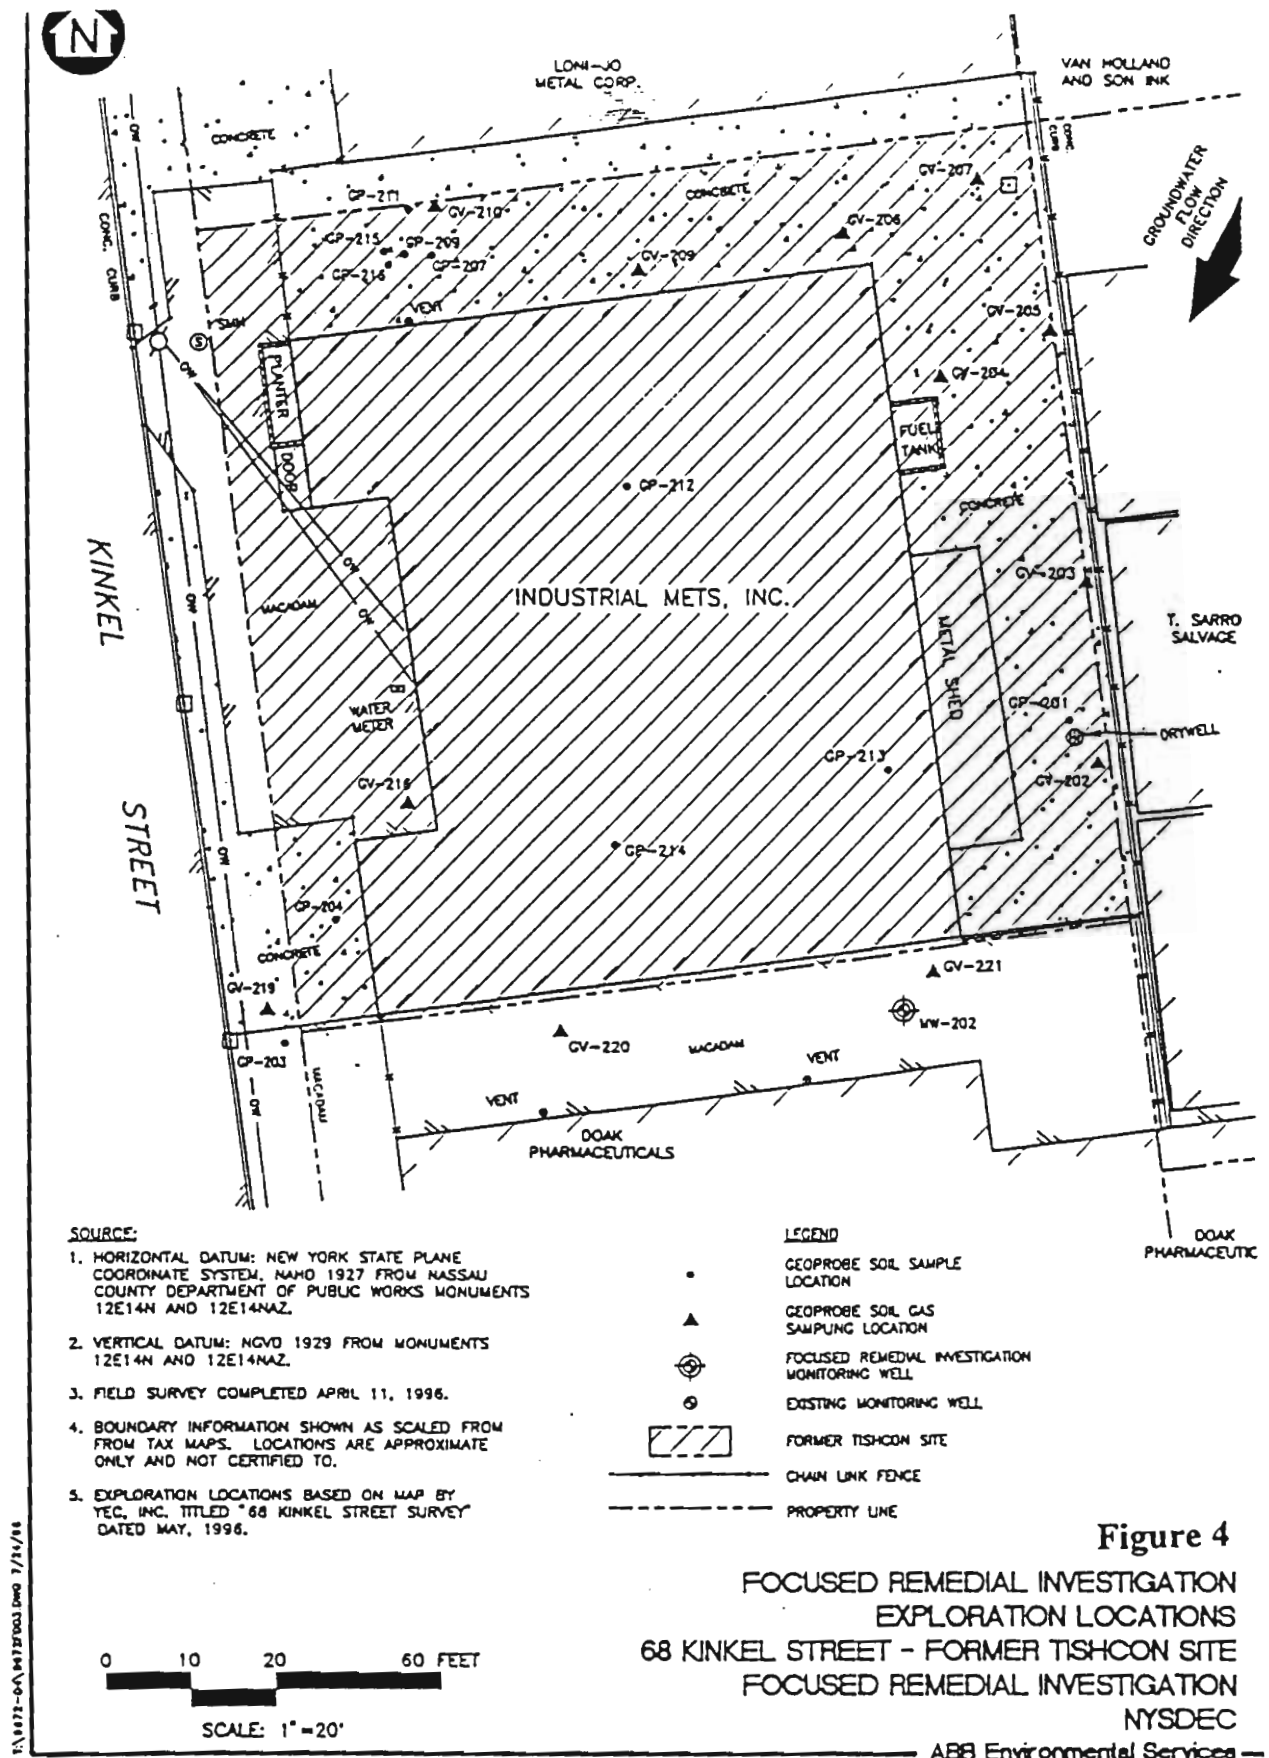 N
LONI-JO
METAL CORP.
VAN HOLLAND
AND SON INK
CONCRETE
OW
CONC. CURB
CONC.
CURB
GROUNDWATER
FLOW
DIRECTION
GP-211
GV-210
CONCRETE
GV-207
GV-206
GP-215
GP-209
GP-216
GP-207
GV-209
VENT
SMH
S
GV-205
GV-204
PLANTER
DOOR
FUEL
TANK
OW
GP-212
CONCRETE
KINKEL
STREET
OW
OW
OW
MACADAM
INDUSTRIAL METS, INC.
GV-203
METAL SHED
T. SARRO
SALVAGE
WATER
METER
GP-201
DRYWELL
GP-213
GV-202
GV-216
OW
GP-214
GP-204
CONCRETE
GV-219
GV-221
MW-202
GP-203
GV-220
MACADAM
VENT
MACADAM
OW
VENT
DOAK
PHARMACEUTICALS
DOAK
PHARMACEUTIC
SOURCE:
1. HORIZONTAL DATUM: NEW YORK STATE PLANE
COORDINATE SYSTEM, NAHD 1927 FROM NASSAU
COUNTY DEPARTMENT OF PUBLIC WORKS MONUMENTS
12E14N AND 12E14NAZ.
2. VERTICAL DATUM: NGVD 1929 FROM MONUMENTS
12E14N AND 12E14NAZ.
3. FIELD SURVEY COMPLETED APRIL 11, 1996.
4. BOUNDARY INFORMATION SHOWN AS SCALED FROM
FROM TAX MAPS. LOCATIONS ARE APPROXIMATE
ONLY AND NOT CERTIFIED TO.
5. EXPLORATION LOCATIONS BASED ON MAP BY
YEC, INC. TITLED "68 KINKEL STREET SURVEY"
DATED MAY, 1996.
LEGEND
GEOPROBE SOIL SAMPLE
LOCATION
GEOPROBE SOIL GAS
SAMPLING LOCATION
FOCUSED REMEDIAL INVESTIGATION
MONITORING WELL
EXISTING MONITORING WELL
FORMER TISHCON SITE
CHAIN LINK FENCE
PROPERTY LINE
0 10 20 60 FEET
SCALE: 1"=20'
Figure 4
FOCUSED REMEDIAL INVESTIGATION
EXPLORATION LOCATIONS
68 KINKEL STREET - FORMER TISHCON SITE
FOCUSED REMEDIAL INVESTIGATION
NYSDEC
ABB Environmental Services